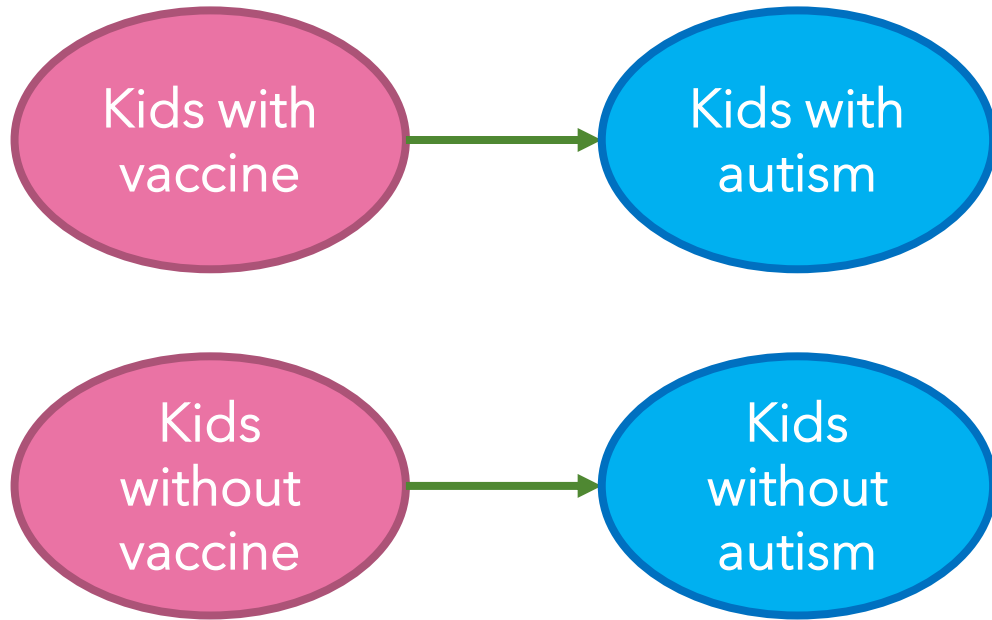 Kids with
vaccine
Kids with
autism
Kids
without
vaccine
Kids
without
autism